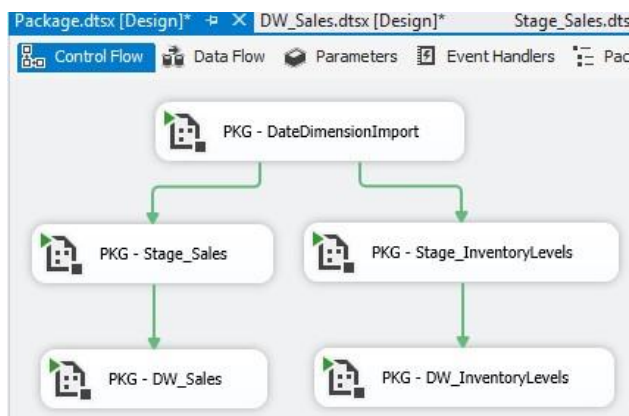 Package.dtsx [Design]* DW_Sales.dtsx [Design]* Stage_Sales.dts
Control Flow Data Flow Parameters Event Handlers Pac
PKG - DateDimensionImport
PKG - Stage_Sales PKG - Stage_InventoryLevels
PKG - DW_Sales PKG - DW_InventoryLevels